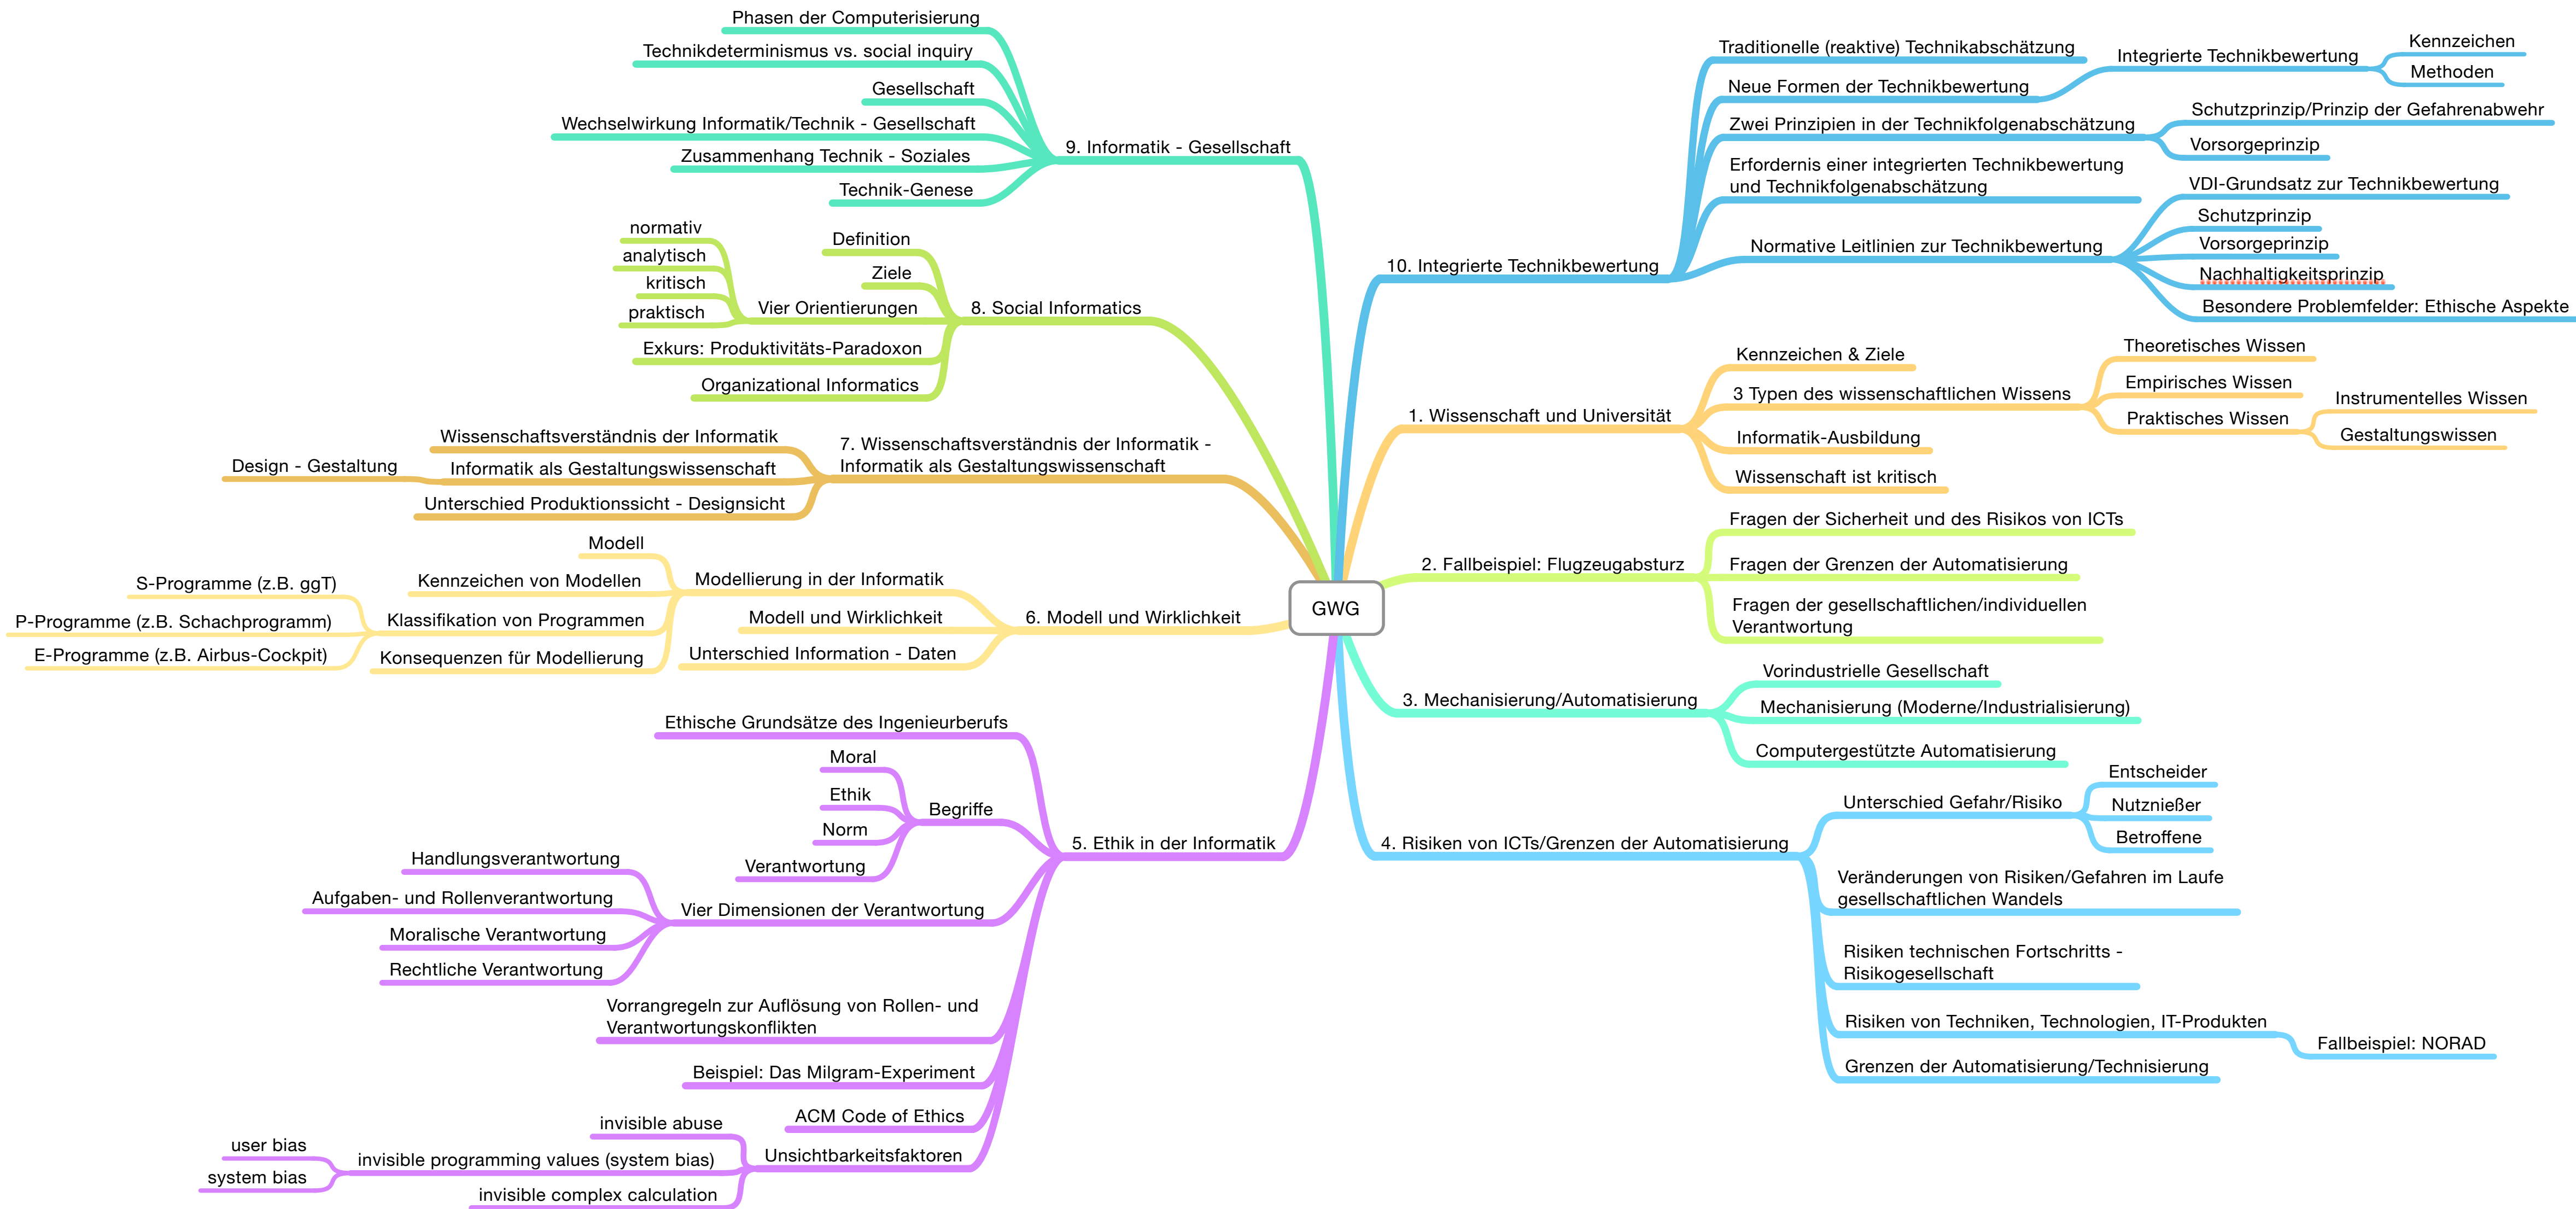 GWG
1. Wissenschaft und Universität
Kennzeichen & Ziele
3 Typen des wissenschaftlichen Wissens
Theoretisches Wissen
Empirisches Wissen
Praktisches Wissen
Instrumentelles Wissen
Gestaltungswissen
Informatik-Ausbildung
Wissenschaft ist kritisch
2. Fallbeispiel: Flugzeugabsturz
Fragen der Sicherheit und des Risikos von ICTs
Fragen der Grenzen der Automatisierung
Fragen der gesellschaftlichen/individuellen
Verantwortung
3. Mechanisierung/Automatisierung
Vorindustrielle Gesellschaft
Mechanisierung (Moderne/Industrialisierung)
Computergestützte Automatisierung
4. Risiken von ICTs/Grenzen der Automatisierung
Unterschied Gefahr/Risiko
Entscheider
Nutznießer
Betroffene
Veränderungen von Risiken/Gefahren im Laufe
gesellschaftlichen Wandels
Risiken technischen Fortschritts -
Risikogesellschaft
Risiken von Techniken, Technologien, IT-Produkten
Fallbeispiel: NORAD
Grenzen der Automatisierung/Technisierung
5. Ethik in der Informatik
Ethische Grundsätze des Ingenieurberufs
Begriffe
Moral
Ethik
Norm
Verantwortung
Vier Dimensionen der Verantwortung
Handlungsverantwortung
Aufgaben- und Rollenverantwortung
Moralische Verantwortung
Rechtliche Verantwortung
Vorrangregeln zur Auflösung von Rollen- und
Verantwortungskonflikten
Beispiel: Das Milgram-Experiment
ACM Code of Ethics
Unsichtbarkeitsfaktoren
invisible abuse
invisible programming values (system bias)
user bias
system bias
invisible complex calculation
6. Modell und Wirklichkeit
Modellierung in der Informatik
Modell
Kennzeichen von Modellen
Klassifikation von Programmen
S-Programme (z.B. ggT)
P-Programme (z.B. Schachprogramm)
E-Programme (z.B. Airbus-Cockpit)
Konsequenzen für Modellierung
Modell und Wirklichkeit
Unterschied Information - Daten
7. Wissenschaftsverständnis der Informatik -
Informatik als Gestaltungswissenschaft
Wissenschaftsverständnis der Informatik
Informatik als Gestaltungswissenschaft
Design - Gestaltung
Unterschied Produktionssicht - Designsicht
8. Social Informatics
Definition
Ziele
Vier Orientierungen
normativ
analytisch
kritisch
praktisch
Exkurs: Produktivitäts-Paradoxon
Organizational Informatics
9. Informatik - Gesellschaft
Phasen der Computerisierung
Technikdeterminismus vs. social inquiry
Gesellschaft
Wechselwirkung Informatik/Technik - Gesellschaft
Zusammenhang Technik - Soziales
Technik-Genese
10. Integrierte Technikbewertung
Traditionelle (reaktive) Technikabschätzung
Neue Formen der Technikbewertung
Integrierte Technikbewertung
Kennzeichen
Methoden
Zwei Prinzipien in der Technikfolgenabschätzung
Schutzprinzip/Prinzip der Gefahrenabwehr
Vorsorgeprinzip
Erfordernis einer integrierten Technikbewertung
und Technikfolgenabschätzung
Normative Leitlinien zur Technikbewertung
VDI-Grundsatz zur Technikbewertung
Schutzprinzip
Vorsorgeprinzip
Nachhaltigkeitsprinzip
Besondere Problemfelder: Ethische Aspekte